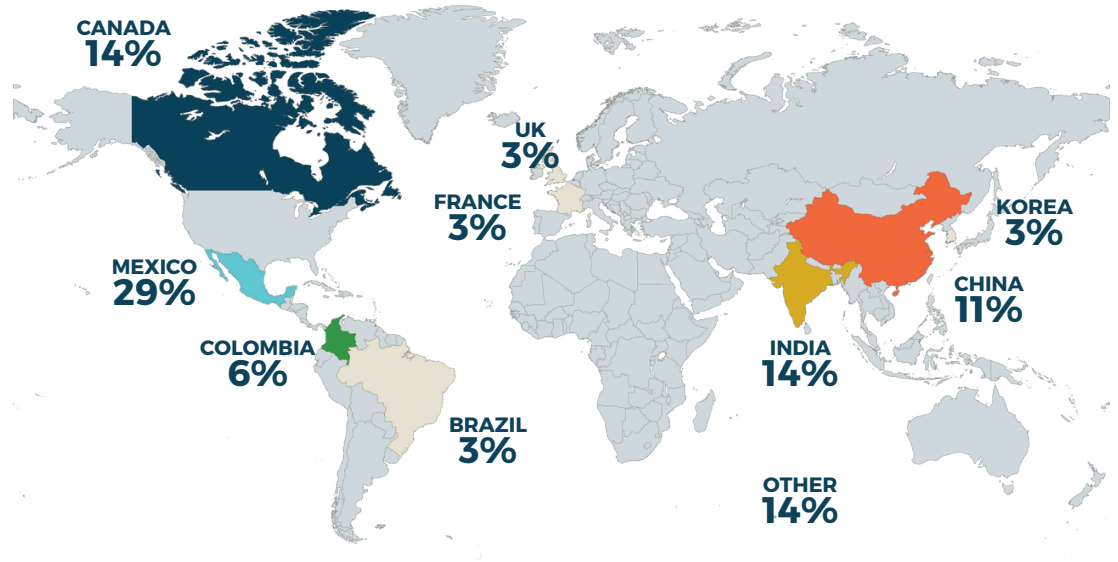 CANADA
14%
UK
3%
FRANCE
3%
KOREA
3%
MEXICO
29%
CHINA
11%
COLOMBIA
6%
INDIA
14%
BRAZIL
3%
OTHER
14%